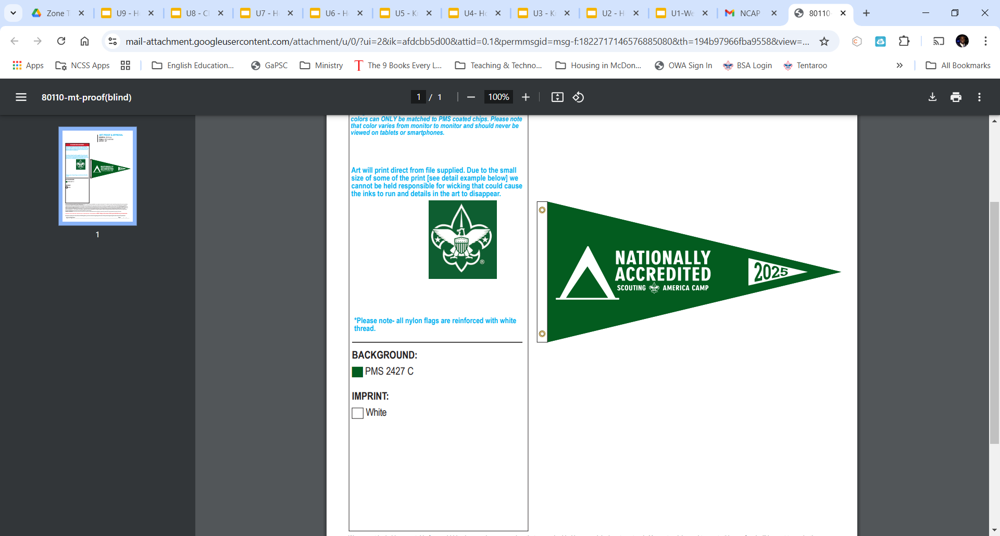 Zone T
U9 - H
U8 - C
U7 - H
U6 - H
U5 - K
U4- Ho
U3 - K
U2 - H
U1-We
NCAP
80110-
mail-attachment.googleusercontent.com/attachment/u/0/?ui=2&ik=afdcbb5d00&attid=0.1&permmsgid=msg-f:1822717146576885080&th=194b97966fba9558&view=...
Apps
NCSS Apps
English Education...
GaPSC
Ministry
The 9 Books Every L...
Teaching & Techno...
Housing in McDon...
OWA Sign In
BSA Login
Tentaroo
All Bookmarks
80110-mt-proof(blind)
1 / 1
100%
ART PROOF & APPROVAL
1
colors can ONLY be matched to PMS coated chips. Please note
that color varies from monitor to monitor and should never be
viewed on tablets or smartphones.
Art will print direct from file supplied. Due to the small
size of some of the print [see detail example below] we
cannot be held responsible for wicking that could cause
the inks to run and details in the art to disappear.
®
*Please note- all nylon flags are reinforced with white
thread.
BACKGROUND:
PMS 2427 C
IMPRINT:
White
NATIONALLY
ACCREDITED
SCOUTING AMERICA CAMP
2025